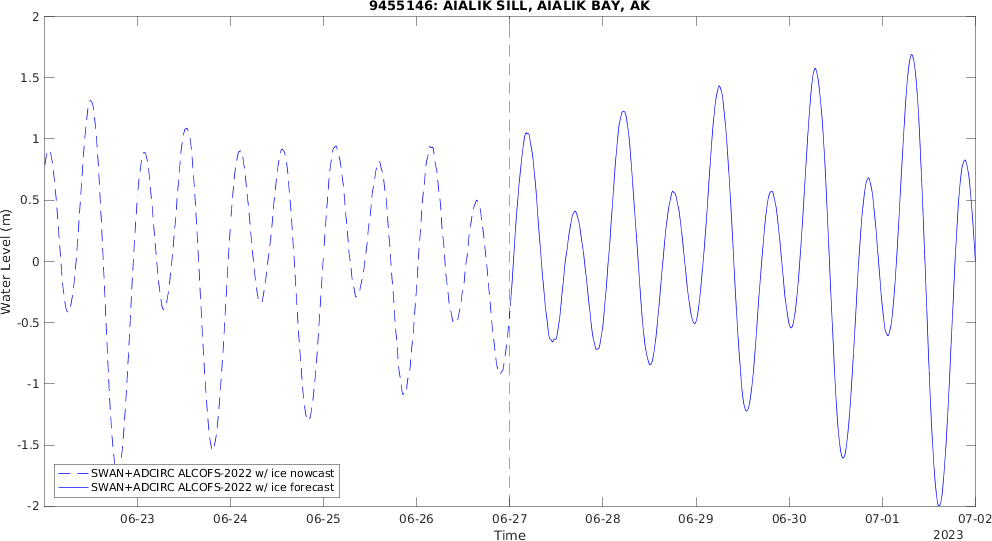 9455146: AIALIK SILL, AIALIK BAY, AK
2
1.5
1
0.5
0
-0.5
-1
-1.5
-2
Water Level (m)
SWAN+ADCIRC ALCOFS-2022 w/ ice nowcast
SWAN+ADCIRC ALCOFS-2022 w/ ice forecast
06-23 06-24 06-25 06-26 06-27 06-28 06-29 06-30 07-01 07-02
Time
2023